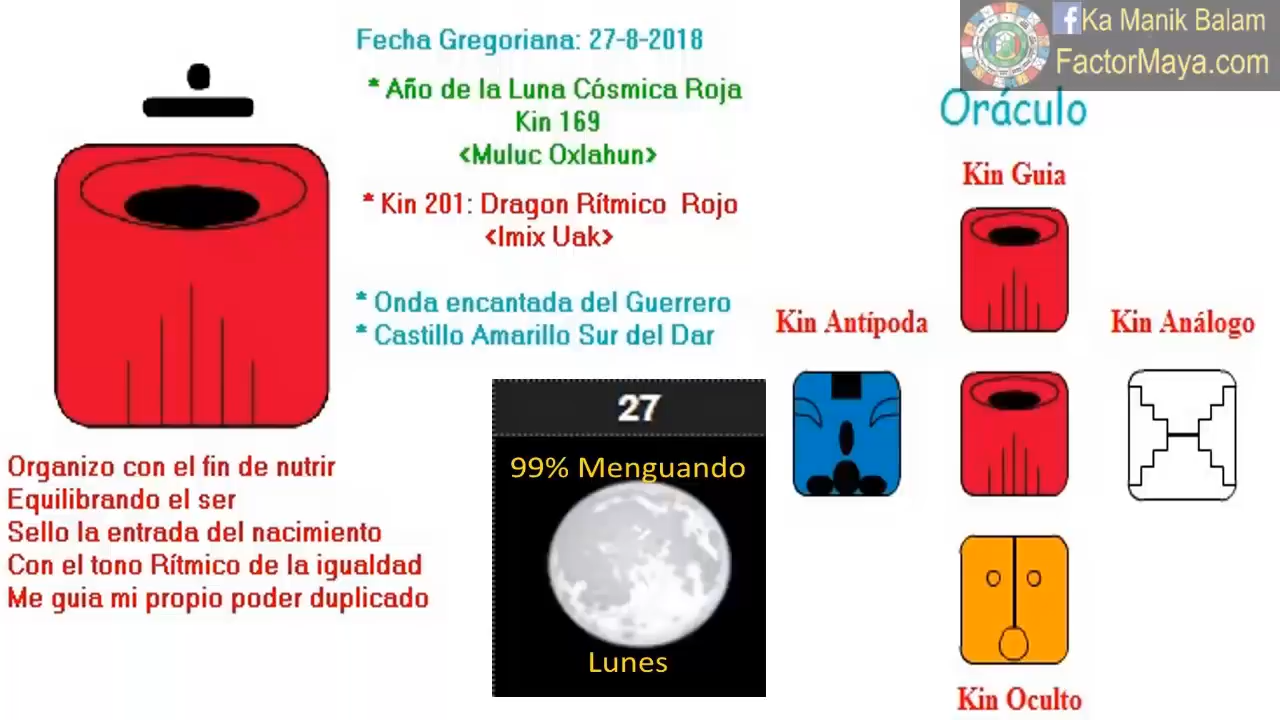 Fecha Gregoriana: 27-8-2018
* Año de la Luna Cósmica Roja
Kin 169
<Muluc Oxlahun>
* Kin 201: Dragon Rítmico Rojo
<Imix Uak>
* Onda encantada del Guerrero
* Castillo Amarillo Sur del Dar
Organizo con el fin de nutrir
Equilibrando el ser
Sello la entrada del nacimiento
Con el tono Rítmico de la igualdad
Me guia mi propio poder duplicado
27
99% Menguando
Lunes
f Ka Manik Balam
FactorMaya.com
Oráculo
Kin Guia
Kin Antípoda
Kin Análogo
Kin Oculto